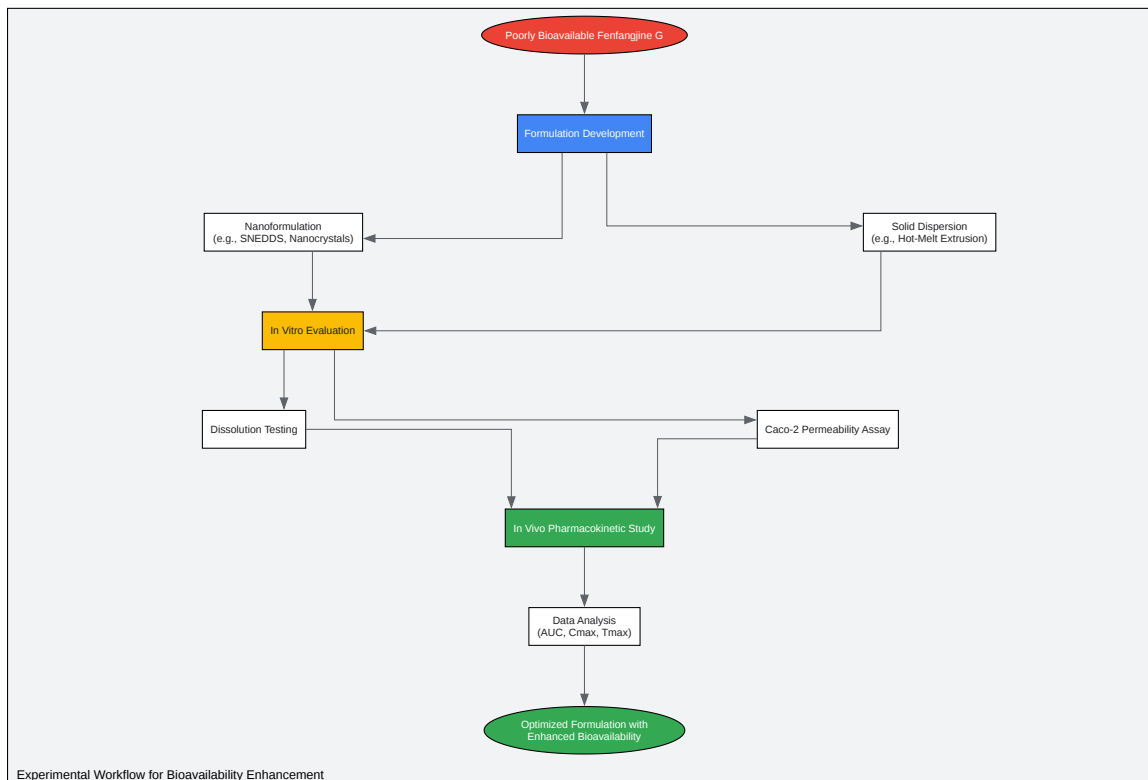 Poorly Bioavailable Fenfangjine G
Formulation Development
Nanoformulation
(e.g., SNEDDS, Nanocrystals)
Solid Dispersion
(e.g., Hot-Melt Extrusion)
In Vitro Evaluation
Dissolution Testing
Caco-2 Permeability Assay
In Vivo Pharmacokinetic Study
Data Analysis
(AUC, Cmax, Tmax)
Optimized Formulation with
Enhanced Bioavailability
Experimental Workflow for Bioavailability Enhancement